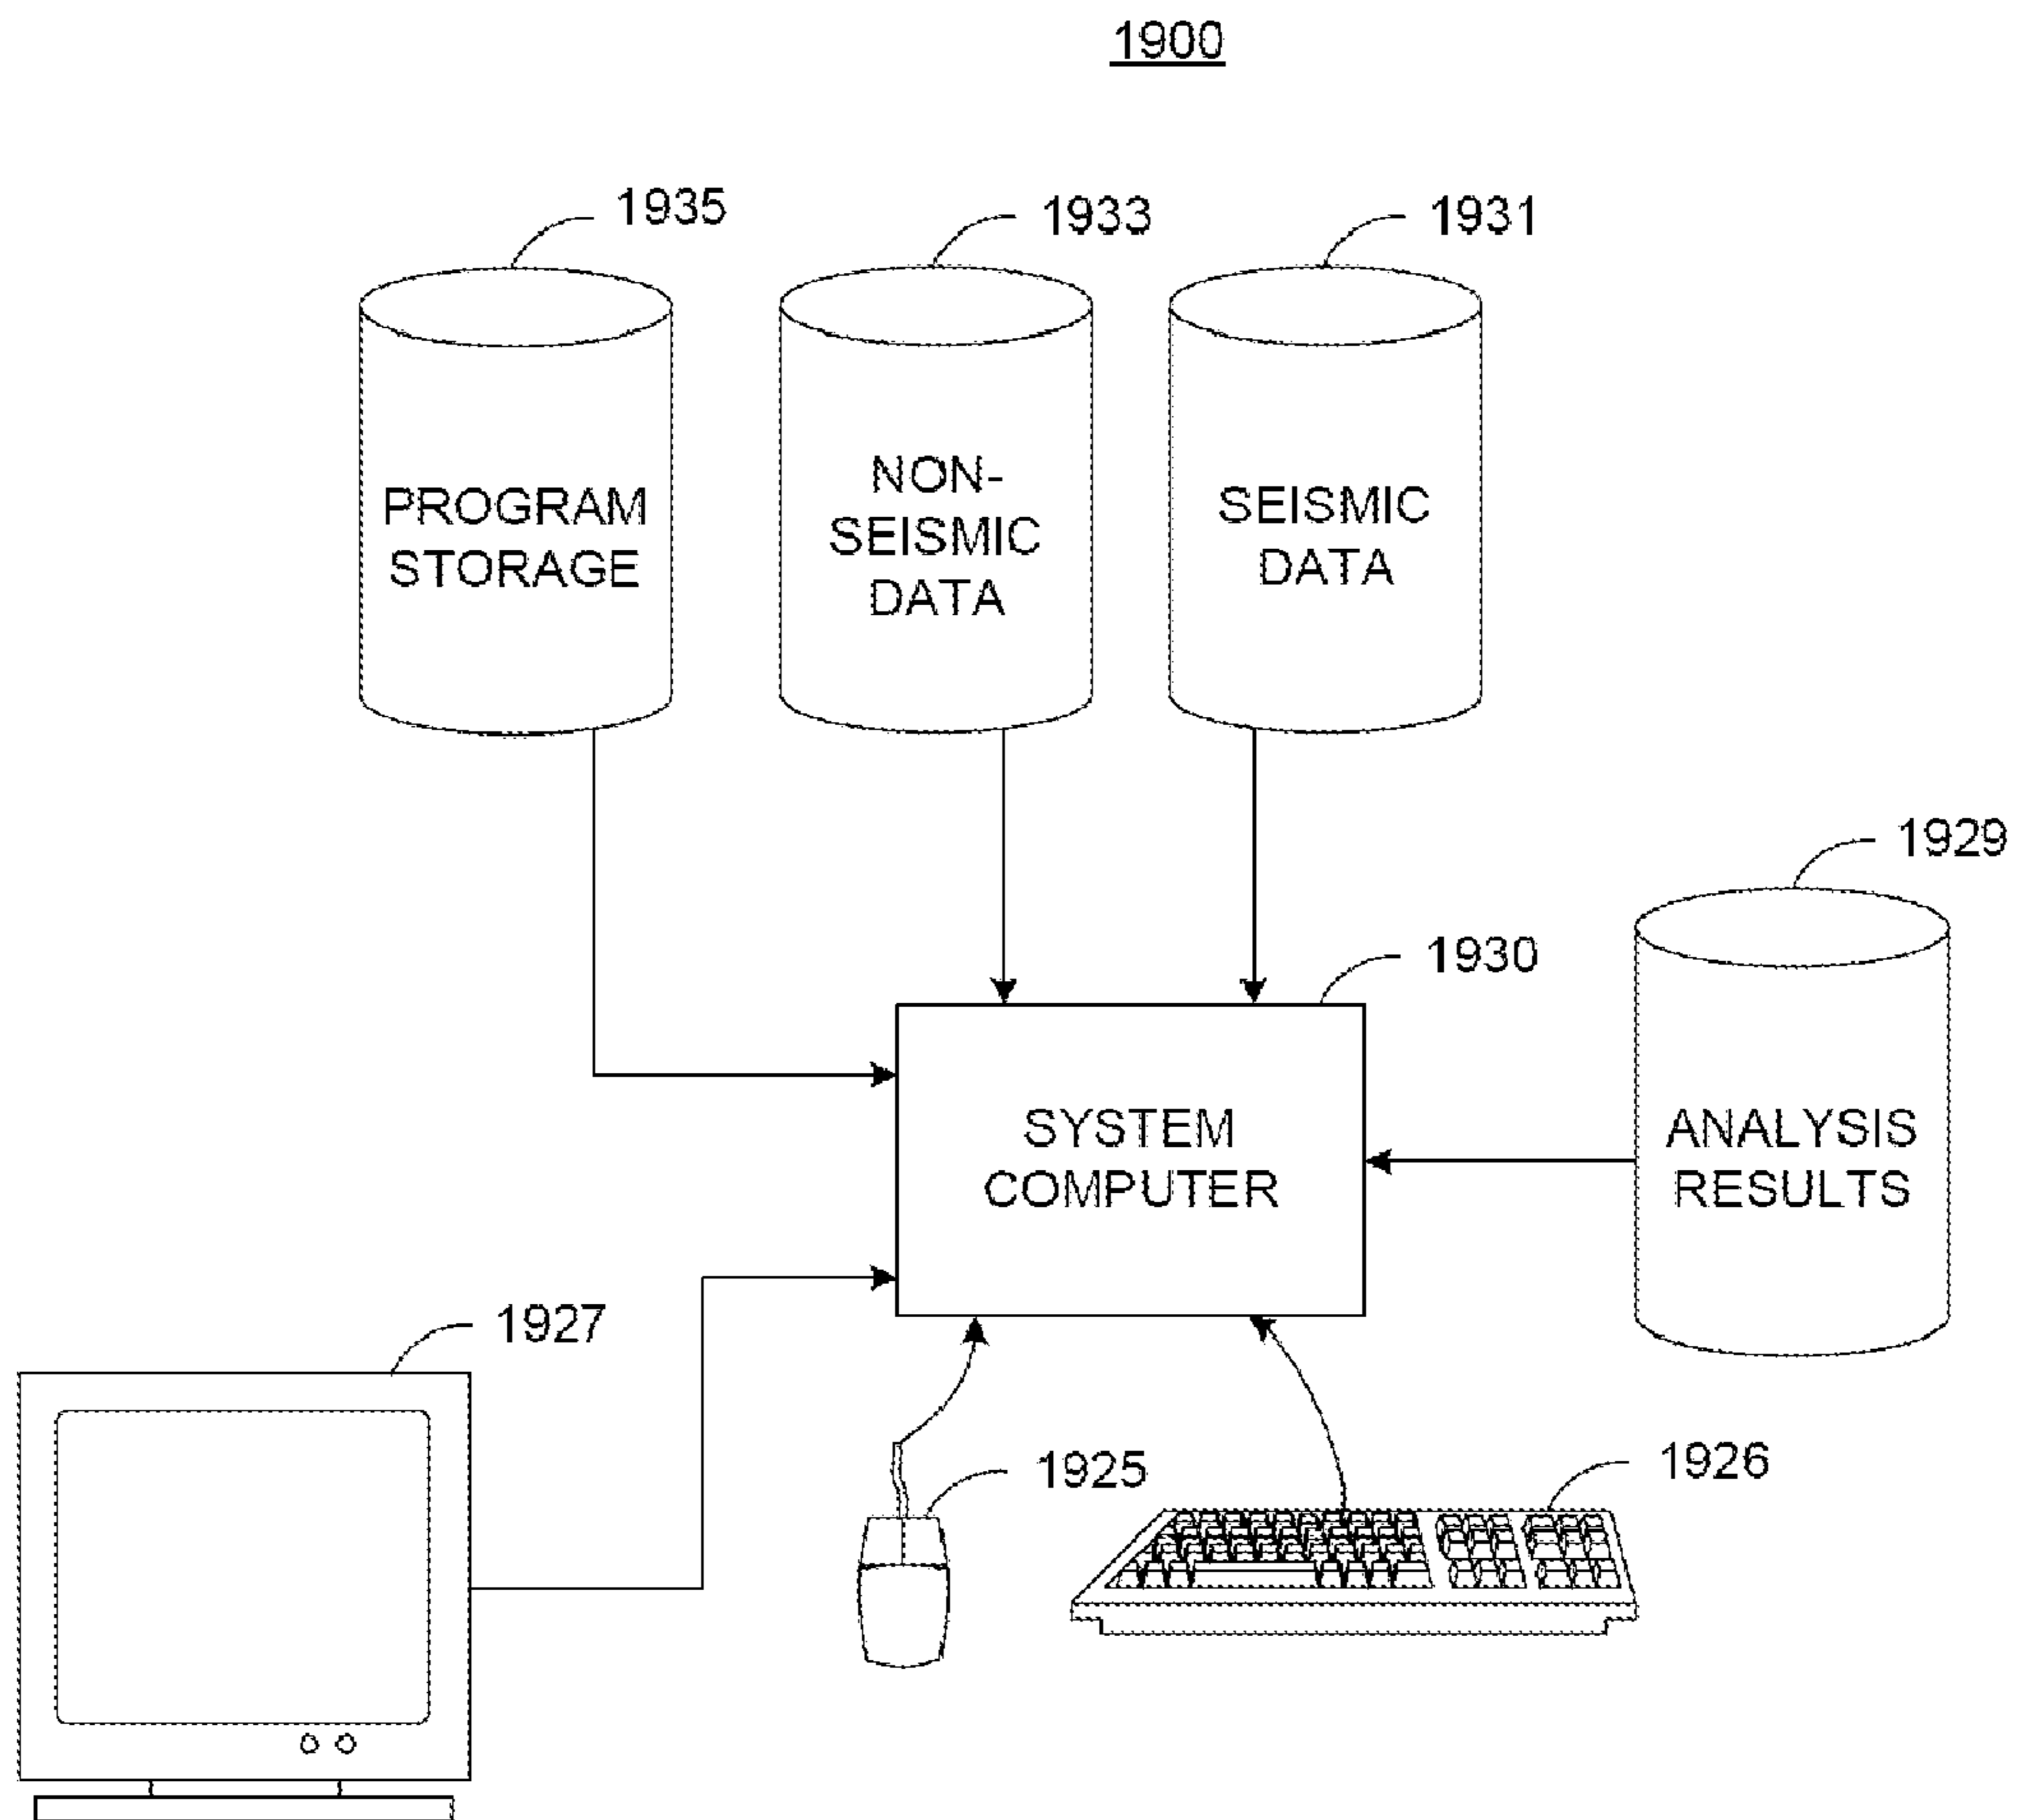 1900
1935
1933
1931
PROGRAM
STORAGE
NON-
SEISMIC
DATA
SEISMIC
DATA
1929
1930
SYSTEM
COMPUTER
ANALYSIS
RESULTS
1927
1925
1926